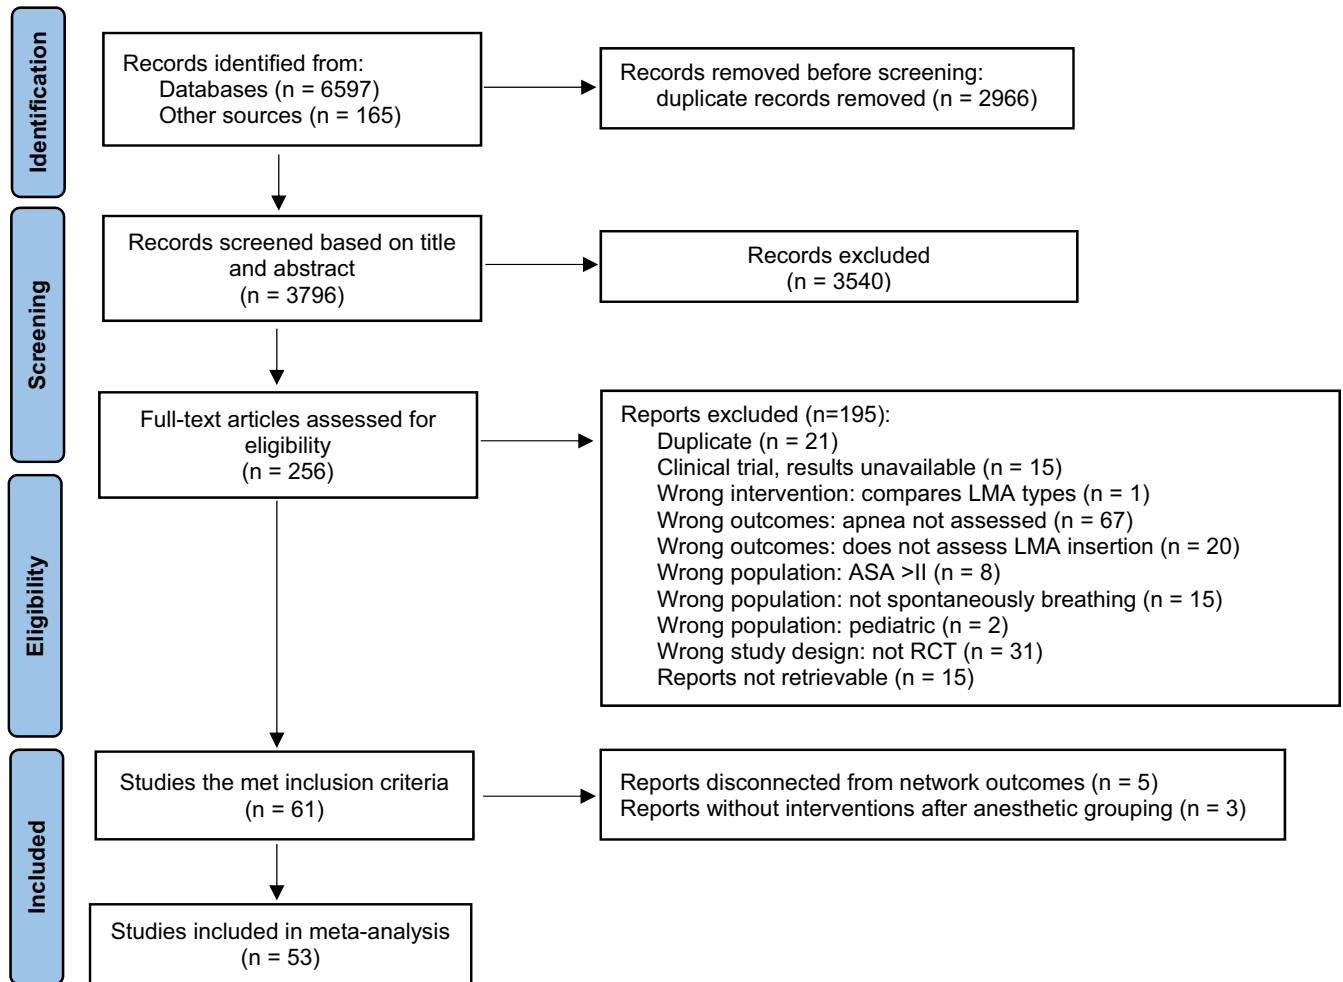 Identification
Records identified from:
Databases (n = 6597)
Other sources (n = 165)
Records removed before screening:
duplicate records removed (n = 2966)
Screening
Records screened based on title
and abstract
(n = 3796)
Records excluded
(n = 3540)
Full-text articles assessed for
eligibility
(n = 256)
Reports excluded (n=195):
Duplicate (n = 21)
Clinical trial, results unavailable (n = 15)
Wrong intervention: compares LMA types (n = 1)
Wrong outcomes: apnea not assessed (n = 67)
Wrong outcomes: does not assess LMA insertion (n = 20)
Wrong population: ASA >II (n = 8)
Wrong population: not spontaneously breathing (n = 15)
Wrong population: pediatric (n = 2)
Wrong study design: not RCT (n = 31)
Reports not retrievable (n = 15)
Eligibility
Included
Studies the met inclusion criteria
(n = 61)
Reports disconnected from network outcomes (n = 5)
Reports without interventions after anesthetic grouping (n = 3)
Studies included in meta-analysis
(n = 53)